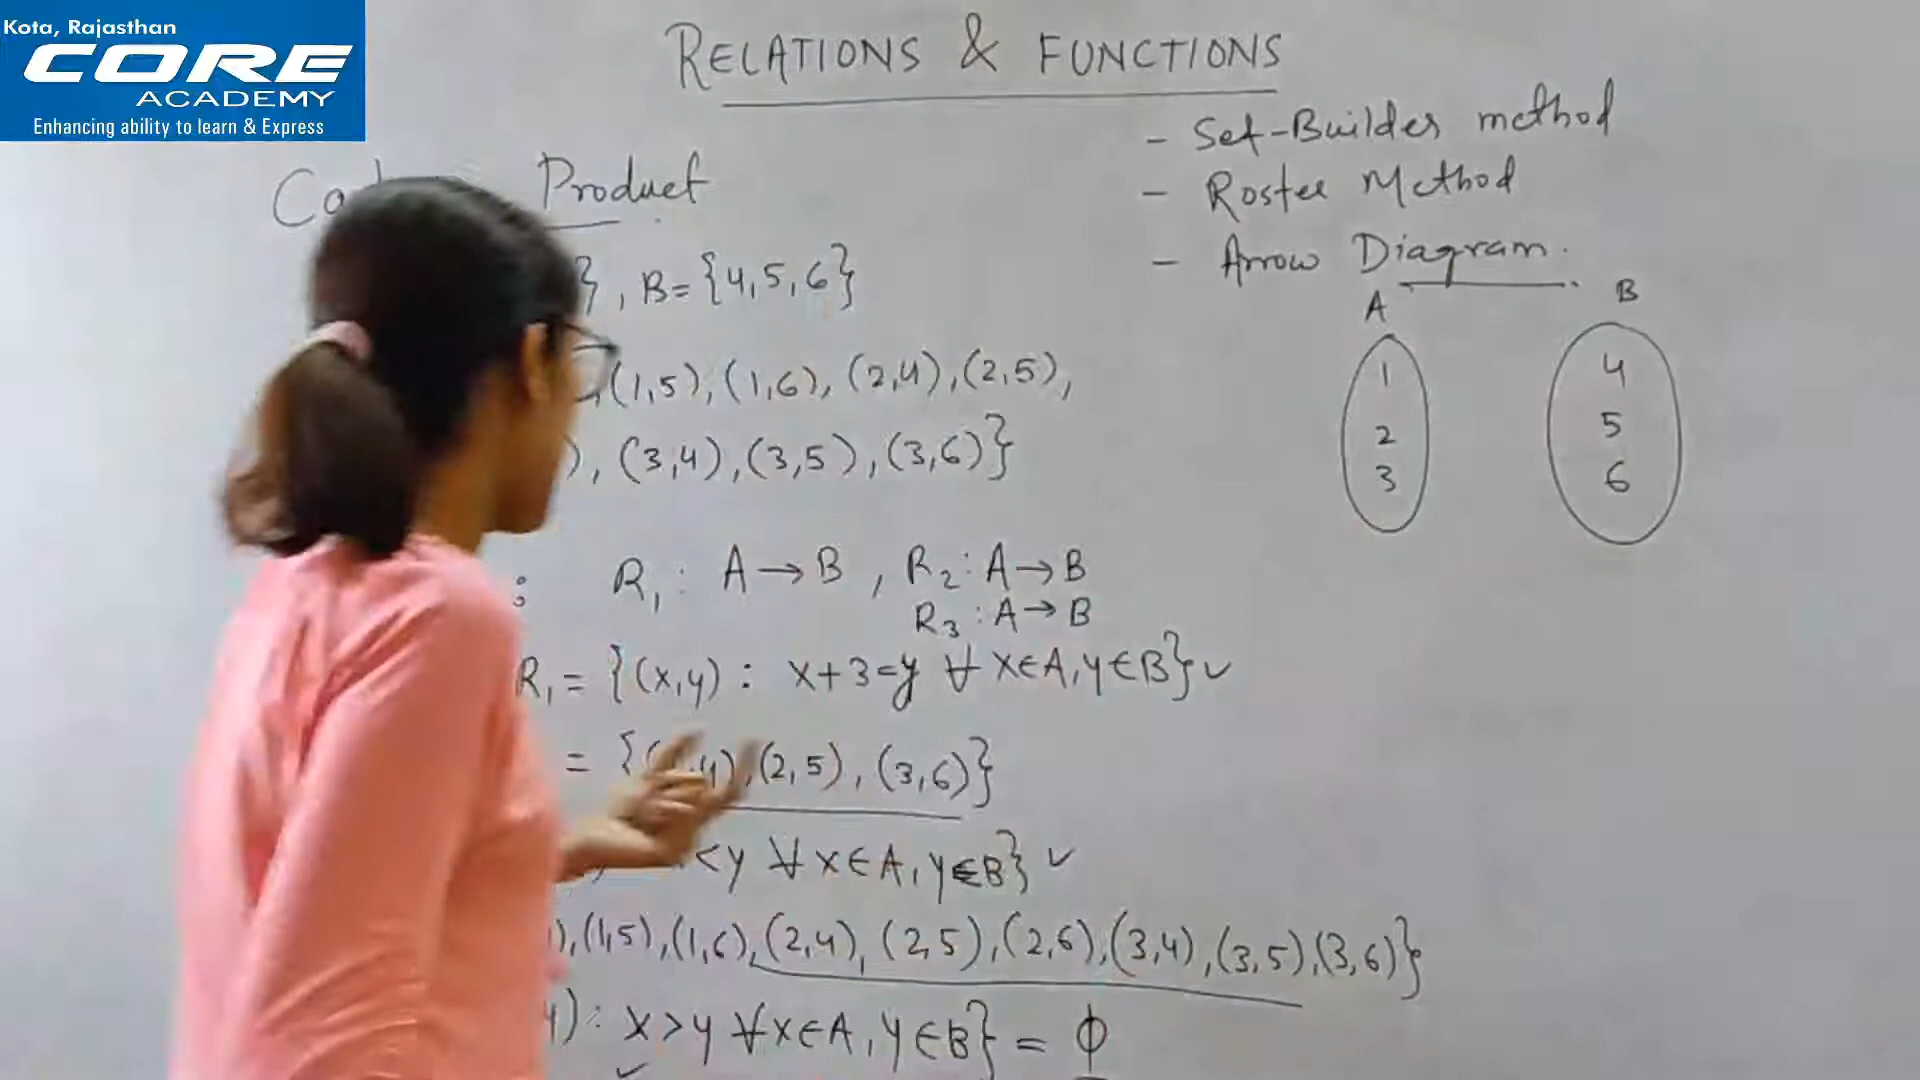 Kota, Rajasthan
CORE
ACADEMY
Enhancing ability to learn & Express
RELATIONS & FUNCTIONS
- Set-Builder method
- Roster Method
- Arrow Diagram.
Product
}, B={4,5,6}
(1,5), (1,6), (2,4), (2,5),
), (3,4), (3,5), (3,6)}
A
B
1
2
3
4
5
6
: R₁ : A→B, R₂ : A→B
R₃ : A→B
R₁ = {(x,y) : x+3=y ∀ x∈A, y∈B} ✓
= {( ,4), (2,5), (3,6)}
<y ∀ x∈A, y∈B} ✓
), (1,5), (1,6), (2,4), (2,5), (2,6), (3,4), (3,5), (3,6)}
y) : x>y ∀x∈A, y∈B} = ϕ
✓